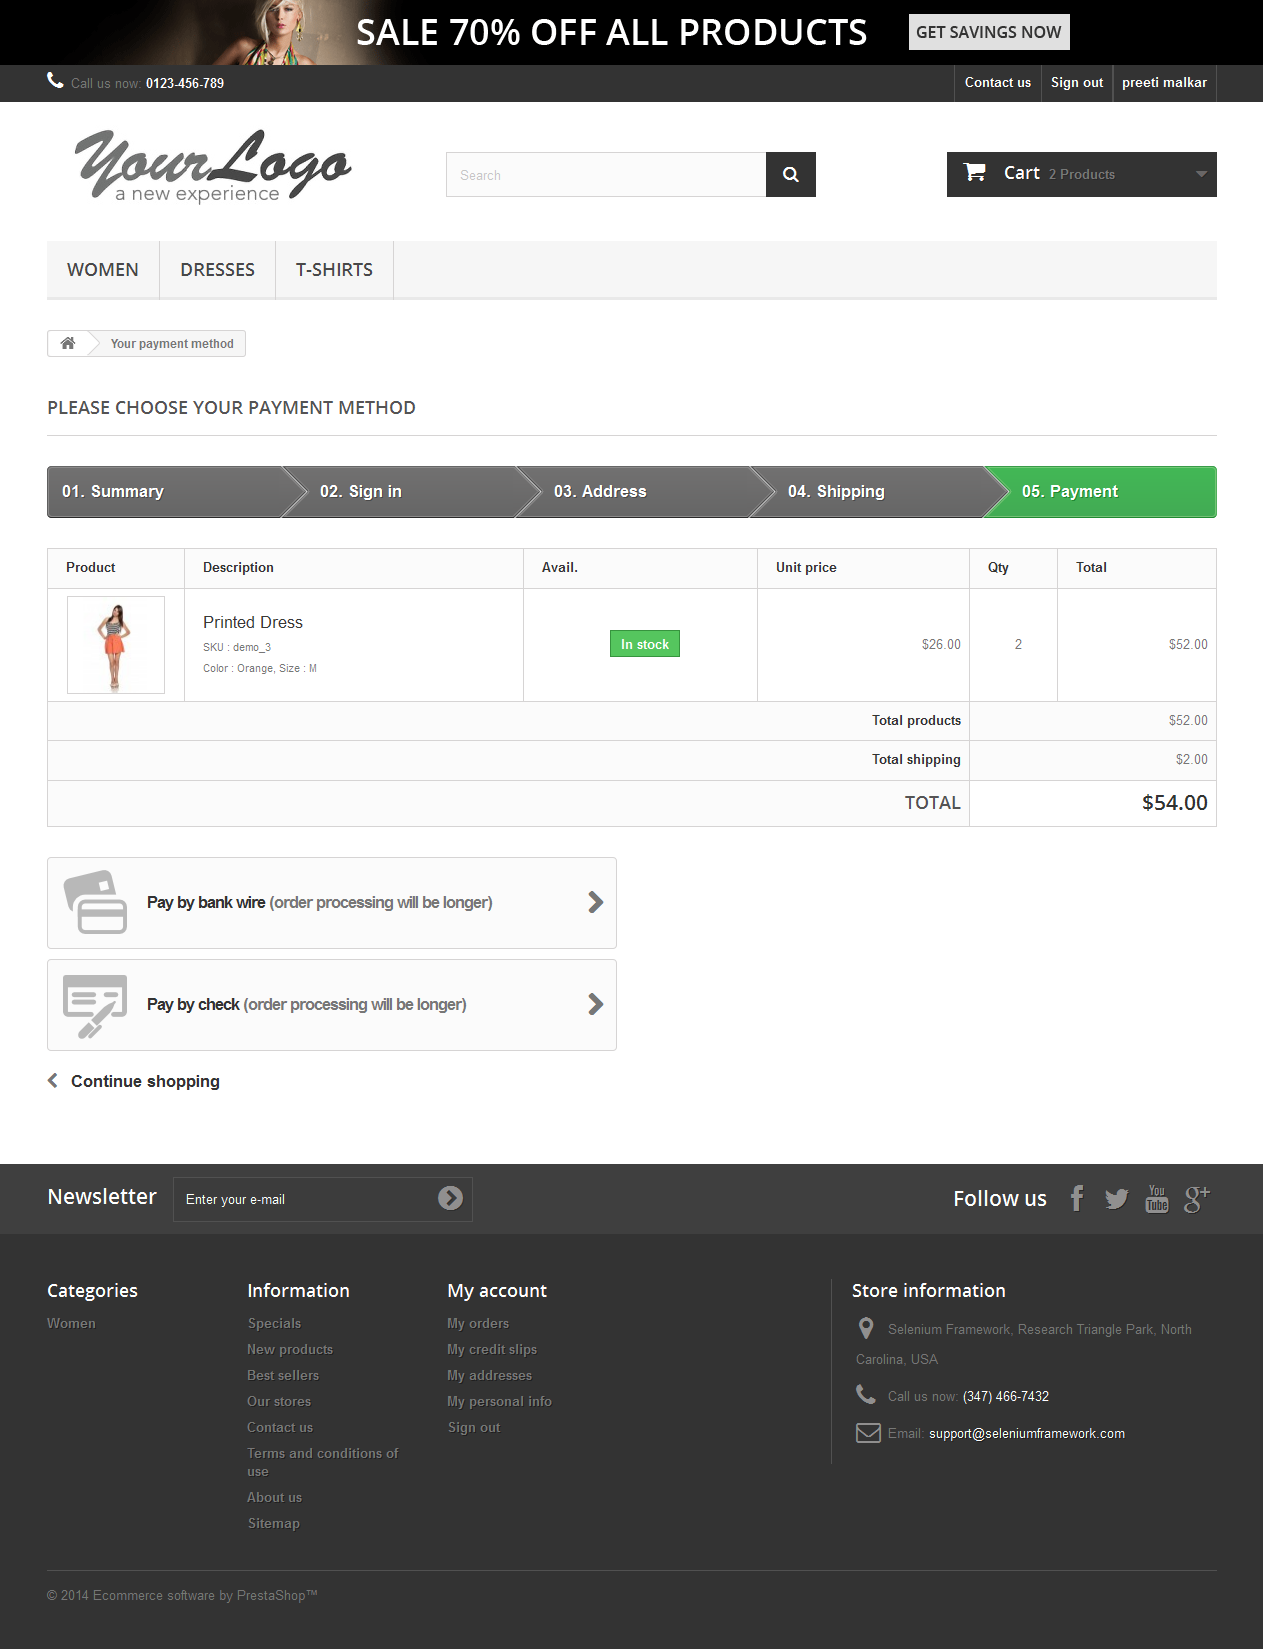 SALE 70% OFF ALL PRODUCTS GET SAVINGS NOW
Call us now: 0123-456-789 Contact us Sign out preeti malkar
YourLogo
a new experience
Search
Cart 2 Products
WOMEN DRESSES T-SHIRTS
Your payment method
PLEASE CHOOSE YOUR PAYMENT METHOD
01. Summary 02. Sign in 03. Address 04. Shipping 05. Payment
Product Description Avail. Unit price Qty Total
Printed Dress
SKU : demo_3
Color : Orange, Size : M
In stock $26.00 2 $52.00
Total products $52.00
Total shipping $2.00
TOTAL $54.00
Pay by bank wire (order processing will be longer)
Pay by check (order processing will be longer)
Continue shopping
Newsletter Enter your e-mail Follow us
You
Tube
g+
Categories
Women
Information
Specials
New products
Best sellers
Our stores
Contact us
Terms and conditions of
use
About us
Sitemap
My account
My orders
My credit slips
My addresses
My personal info
Sign out
Store information
Selenium Framework, Research Triangle Park, North
Carolina, USA
Call us now: (347) 466-7432
Email: support@seleniumframework.com
© 2014 Ecommerce software by PrestaShop™